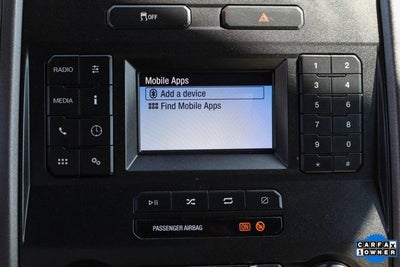 OFF
RADIO
MEDIA
i
Mobile Apps
Add a device
Find Mobile Apps
1 2
3 4
5 6
7 8
9 0
* #
PASSENGER AIRBAG
ON
CARFAX
1 OWNER